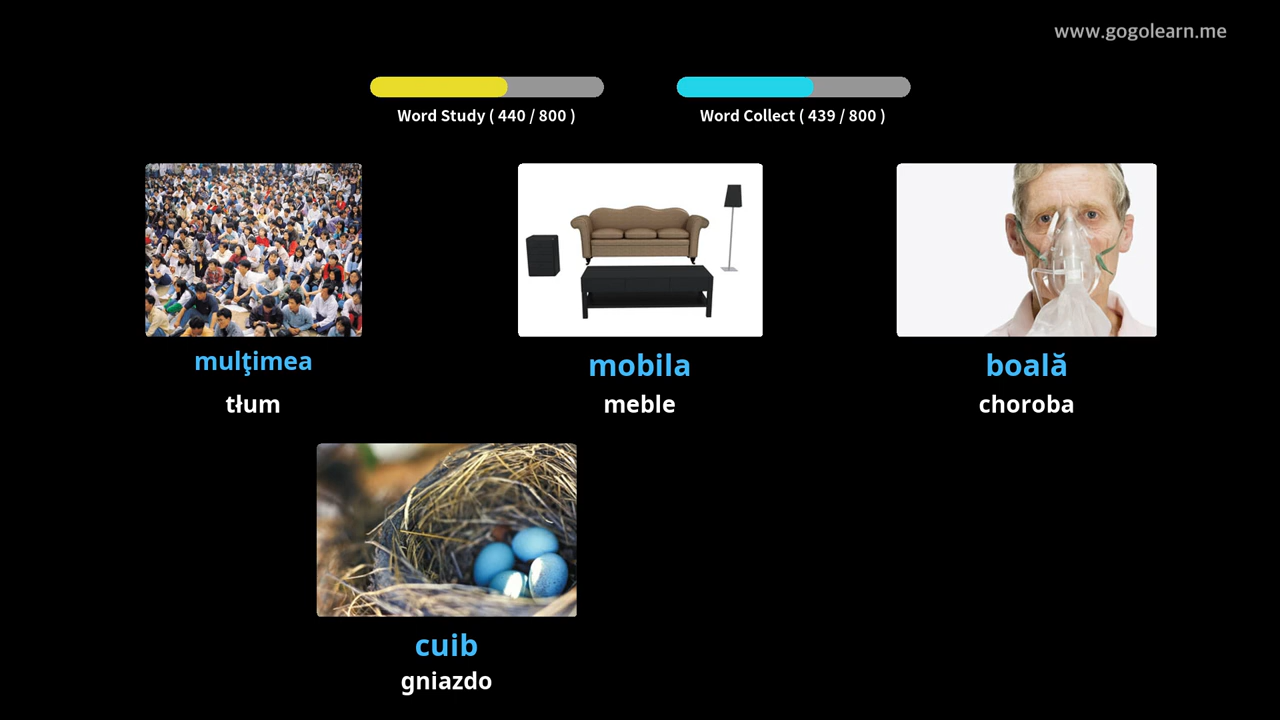 www.gogolearn.me
Word Study ( 440 / 800 )
Word Collect ( 439 / 800 )
mulţimea
tłum
mobila
meble
boală
choroba
cuib
gniazdo